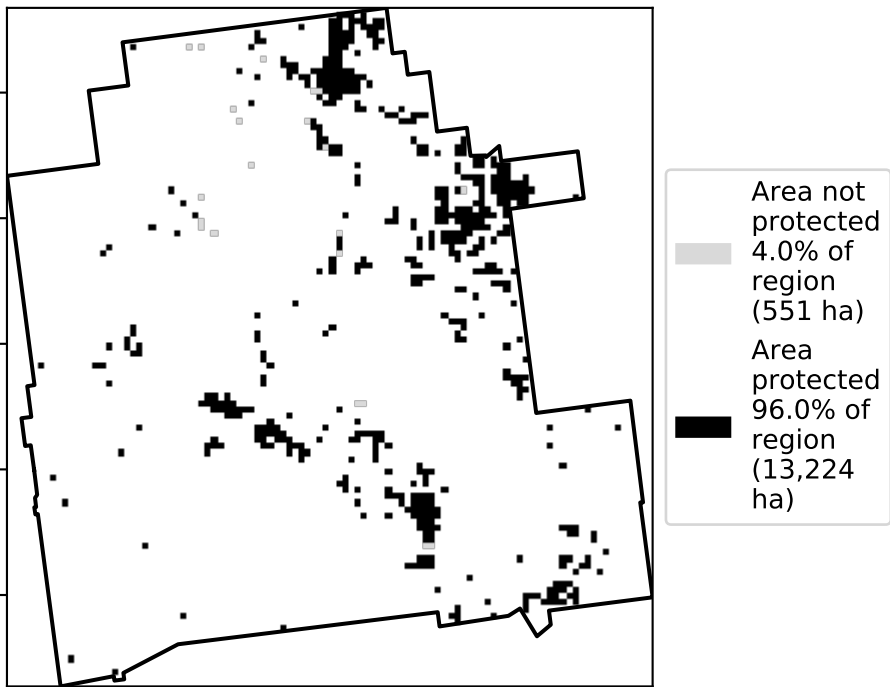 Area not
protected
4.0% of
region
(551 ha)
Area
protected
96.0% of
region
(13,224
ha)